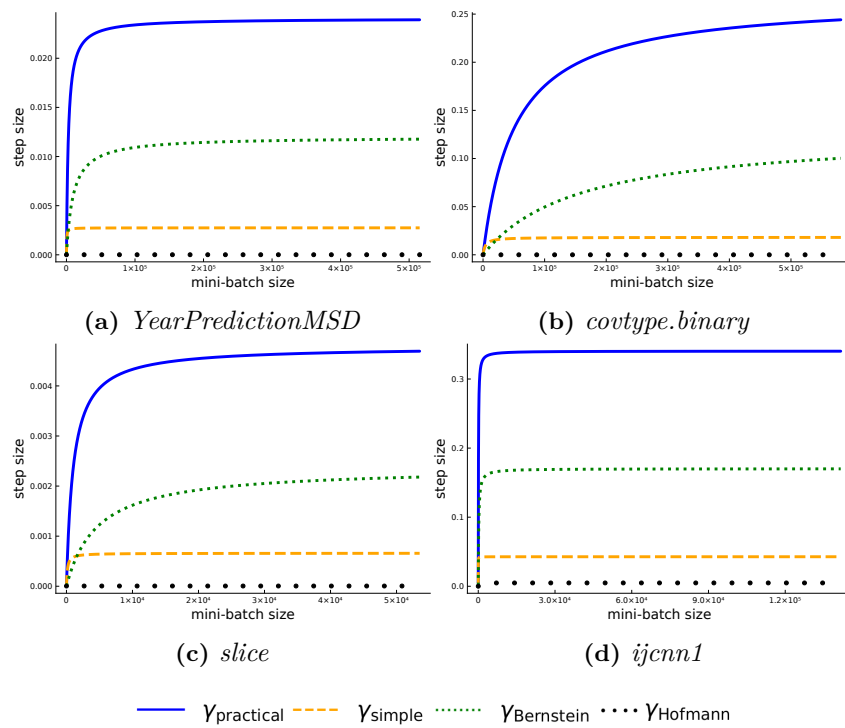 0.020
0.015
0.010
0.005
0.000
step size
0
1×10⁵
2×10⁵
3×10⁵
4×10⁵
5×10⁵
mini-batch size
(a) YearPredictionMSD
0.25
0.20
0.15
0.10
0.05
0.00
step size
0
1×10⁵
2×10⁵
3×10⁵
4×10⁵
5×10⁵
mini-batch size
(b) covtype.binary
0.004
0.003
0.002
0.001
0.000
step size
0
1×10⁴
2×10⁴
3×10⁴
4×10⁴
5×10⁴
mini-batch size
(c) slice
0.3
0.2
0.1
0.0
step size
0
3.0×10⁴
6.0×10⁴
9.0×10⁴
1.2×10⁵
mini-batch size
(d) ijcnn1
γpractical
γsimple
γBernstein
γHofmann